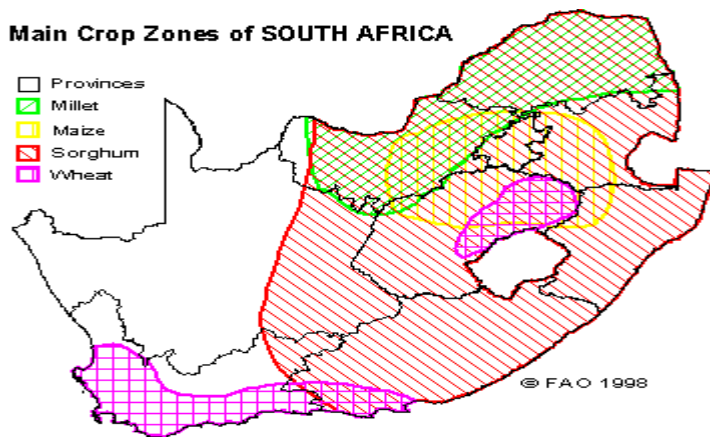 Main Crop Zones of SOUTH AFRICA
Provinces
Millet
Maize
Sorghum
Wheat
© FAO 1998